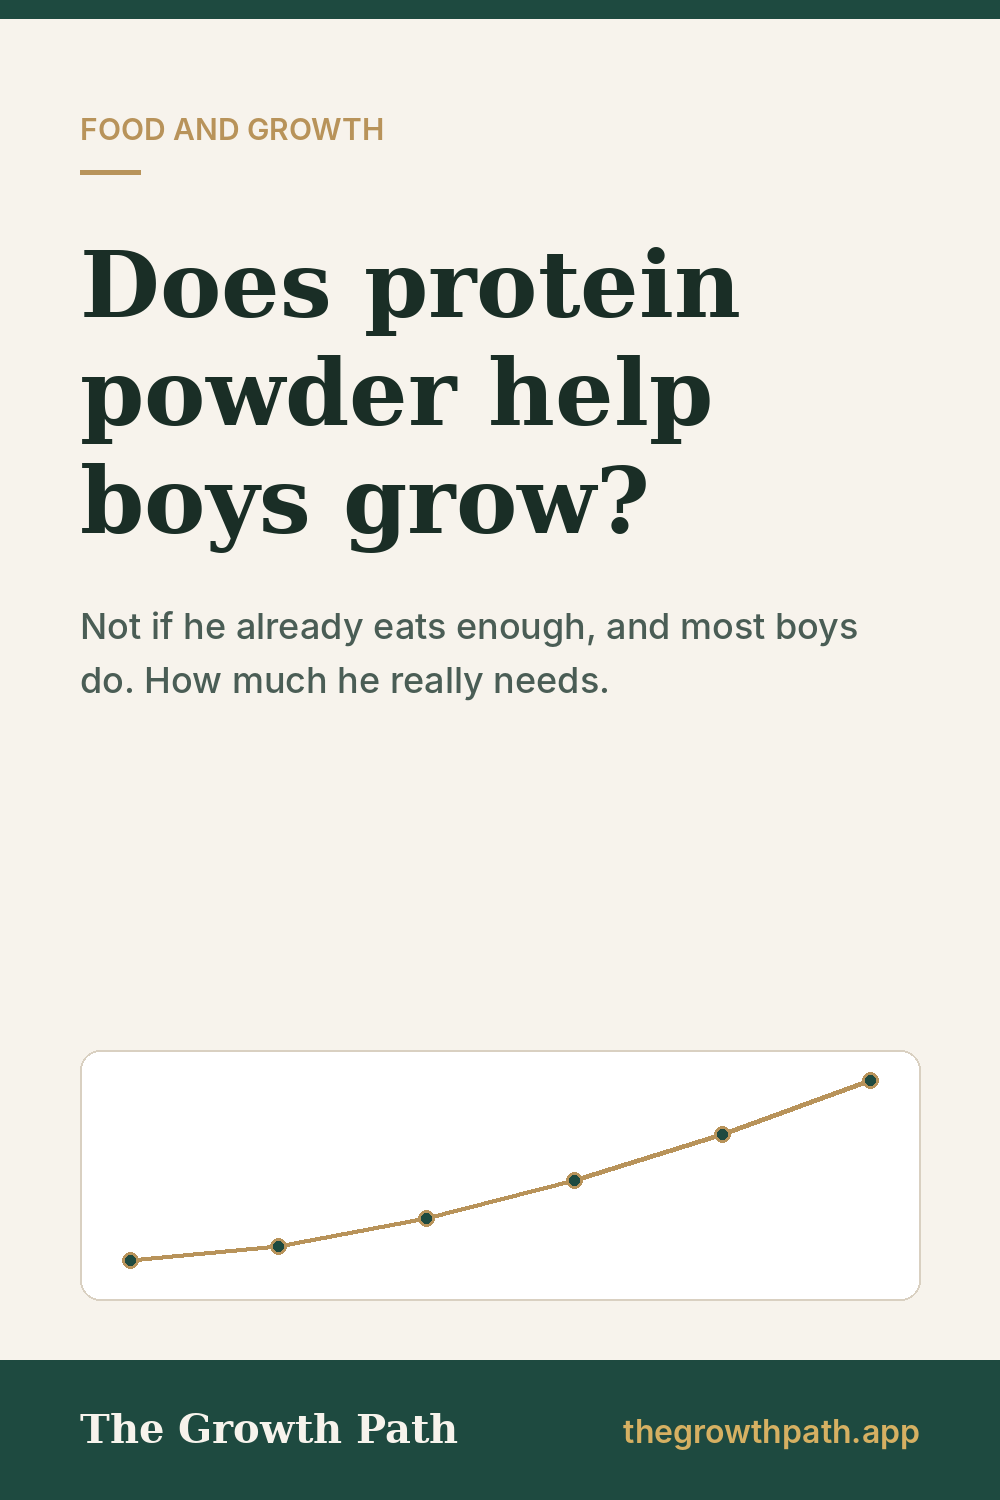 FOOD AND GROWTH
Does protein
powder help
boys grow?
Not if he already eats enough, and most boys
do. How much he really needs.
The Growth Path
thegrowthpath.app